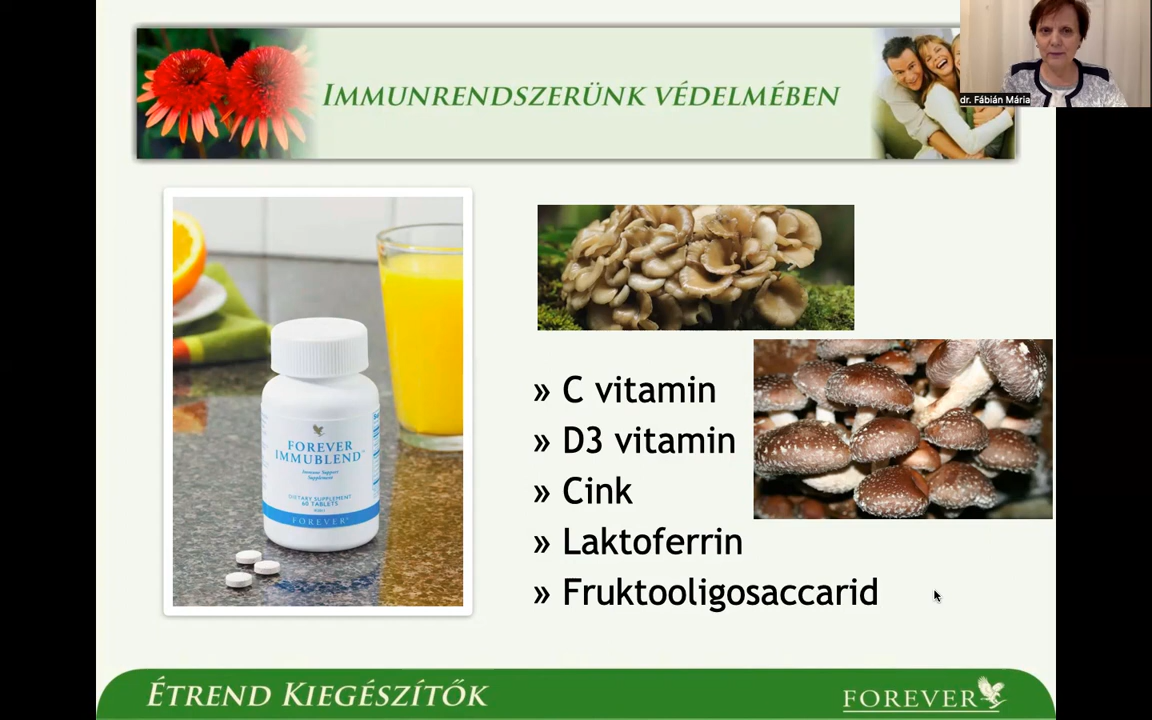 IMMUNRENDSZERÜNK VÉDELMÉBEN
dr. Fábián Mária
» C vitamin
» D3 vitamin
» Cink
» Laktoferrin
» Fruktooligosaccarid
FOREVER
IMMUBLEND™
Immune Support
Supplement
DIETARY SUPPLEMENT
60 TABLETS
FOREVER®
ÉTREND KIEGÉSZÍTŐK
FOREVER